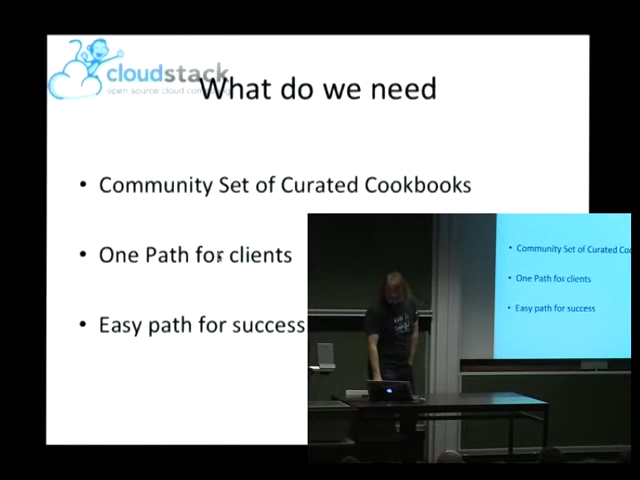 cloudstack
open source cloud computing
What do we need
• Community Set of Curated Cookbooks
• One Path for clients
• Easy path for success
• Community Set of Curated Coo
• One Path for clients
• Easy path for success